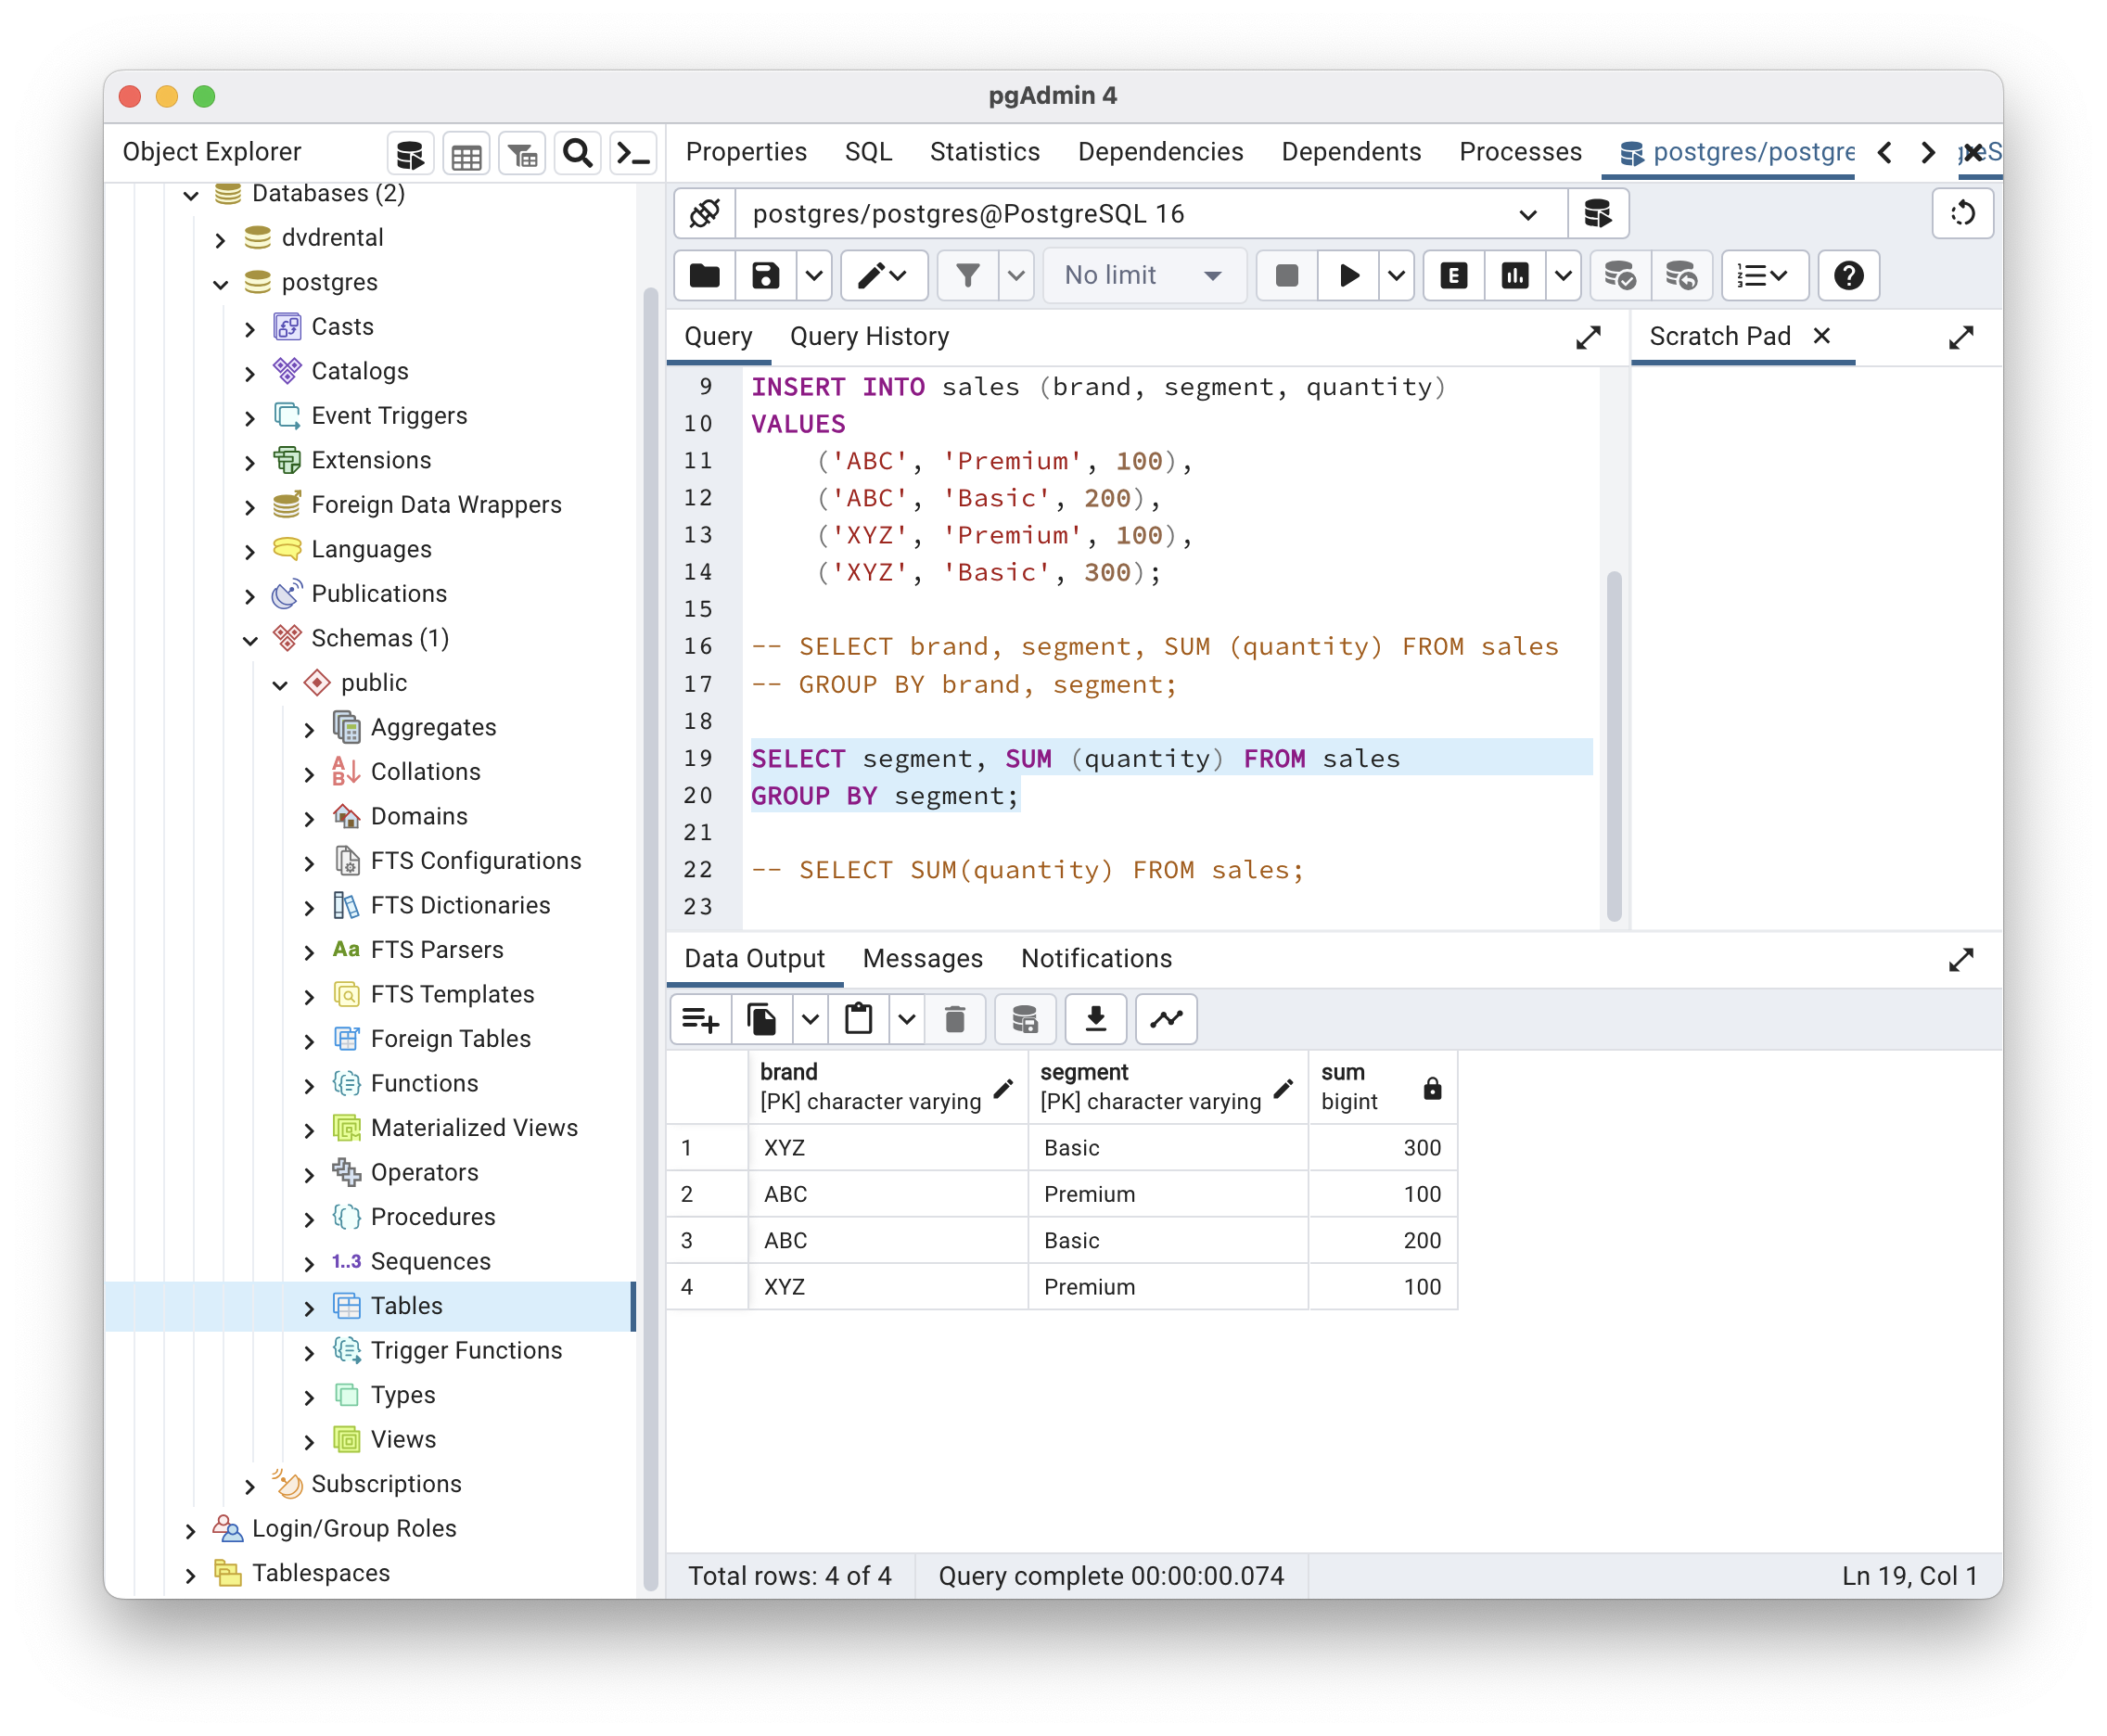 pgAdmin 4
Object Explorer
Databases (2)
dvdrental
postgres
Casts
Catalogs
Event Triggers
Extensions
Foreign Data Wrappers
Languages
Publications
Schemas (1)
public
Aggregates
Collations
Domains
FTS Configurations
FTS Dictionaries
Aa FTS Parsers
FTS Templates
Foreign Tables
Functions
Materialized Views
Operators
Procedures
1..3 Sequences
Tables
Trigger Functions
Types
Views
Subscriptions
Login/Group Roles
Tablespaces
Properties SQL Statistics Dependencies Dependents Processes postgres/postgre
postgres/postgres@PostgreSQL 16
No limit
E
Query Query History
Scratch Pad
9 INSERT INTO sales (brand, segment, quantity)
10 VALUES
11 ('ABC', 'Premium', 100),
12 ('ABC', 'Basic', 200),
13 ('XYZ', 'Premium', 100),
14 ('XYZ', 'Basic', 300);
15
16 -- SELECT brand, segment, SUM (quantity) FROM sales
17 -- GROUP BY brand, segment;
18
19 SELECT segment, SUM (quantity) FROM sales
20 GROUP BY segment;
21
22 -- SELECT SUM(quantity) FROM sales;
23
Data Output Messages Notifications
brand segment sum
[PK] character varying [PK] character varying bigint
1 XYZ Basic 300
2 ABC Premium 100
3 ABC Basic 200
4 XYZ Premium 100
Total rows: 4 of 4 Query complete 00:00:00.074 Ln 19, Col 1